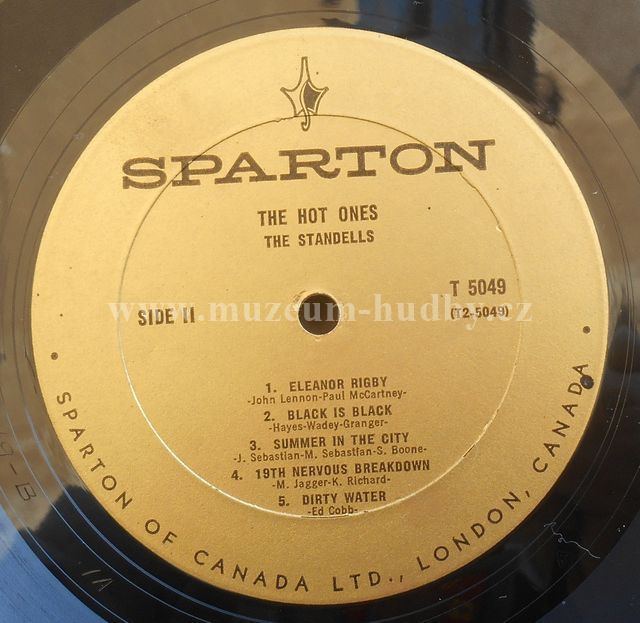 SPARTON
THE HOT ONES
THE STANDELLS
T 5049
(T2-5049)
SIDE II
www.muzeum-hudby.cz
1. ELEANOR RIGBY
-John Lennon-Paul McCartney-
2. BLACK IS BLACK
-Hayes-Wadey-Granger-
3. SUMMER IN THE CITY
-J. Sebastian-M. Sebastian-S. Boone-
4. 19TH NERVOUS BREAKDOWN
-M. Jagger-K. Richard-
5. DIRTY WATER
-Ed Cobb-
• SPARTON OF CANADA LTD., LONDON, CANADA •
1A